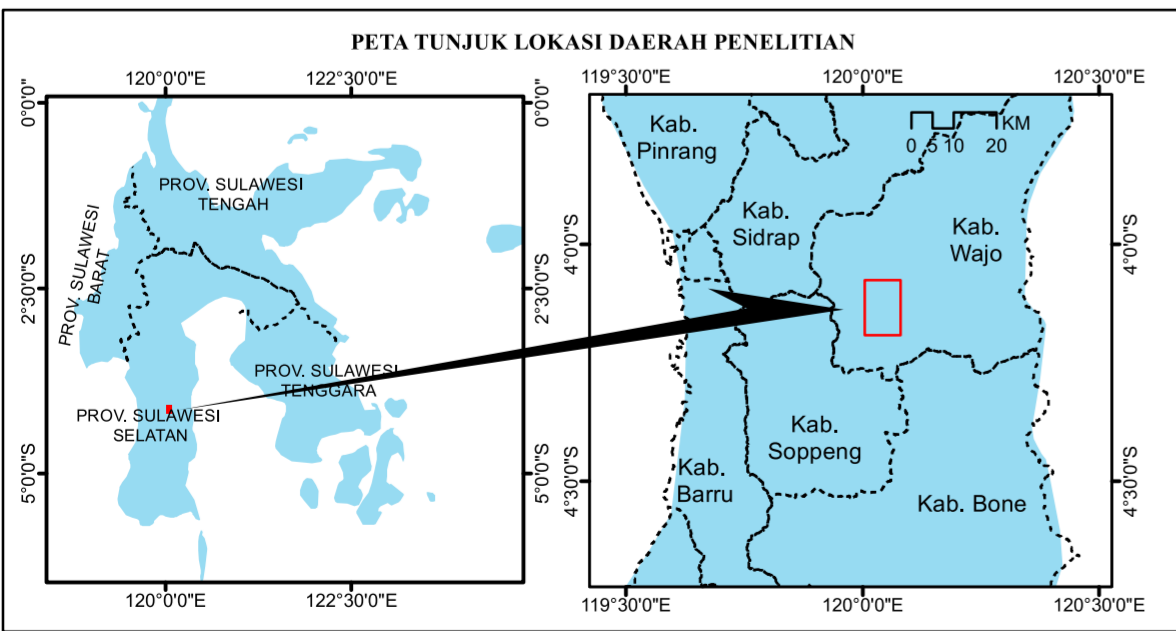 PETA TUNJUK LOKASI DAERAH PENELITIAN
120°0'0"E
122°30'0"E
0°0'0"
2°30'0"S
5°0'0"S
PROV. SULAWESI
TENGAH
PROV. SULAWESI
BARAT
PROV. SULAWESI
TENGGARA
PROV. SULAWESI
SELATAN
0°0'0"
2°30'0"S
5°0'0"S
120°0'0"E
122°30'0"E
119°30'0"E
120°0'0"E
120°30'0"E
4°0'0"S
4°30'0"S
Kab.
Pinrang
KM
0 5 10 20
Kab.
Sidrap
Kab.
Wajo
Kab.
Soppeng
Kab.
Barru
Kab. Bone
4°0'0"S
4°30'0"S
119°30'0"E
120°0'0"E
120°30'0"E